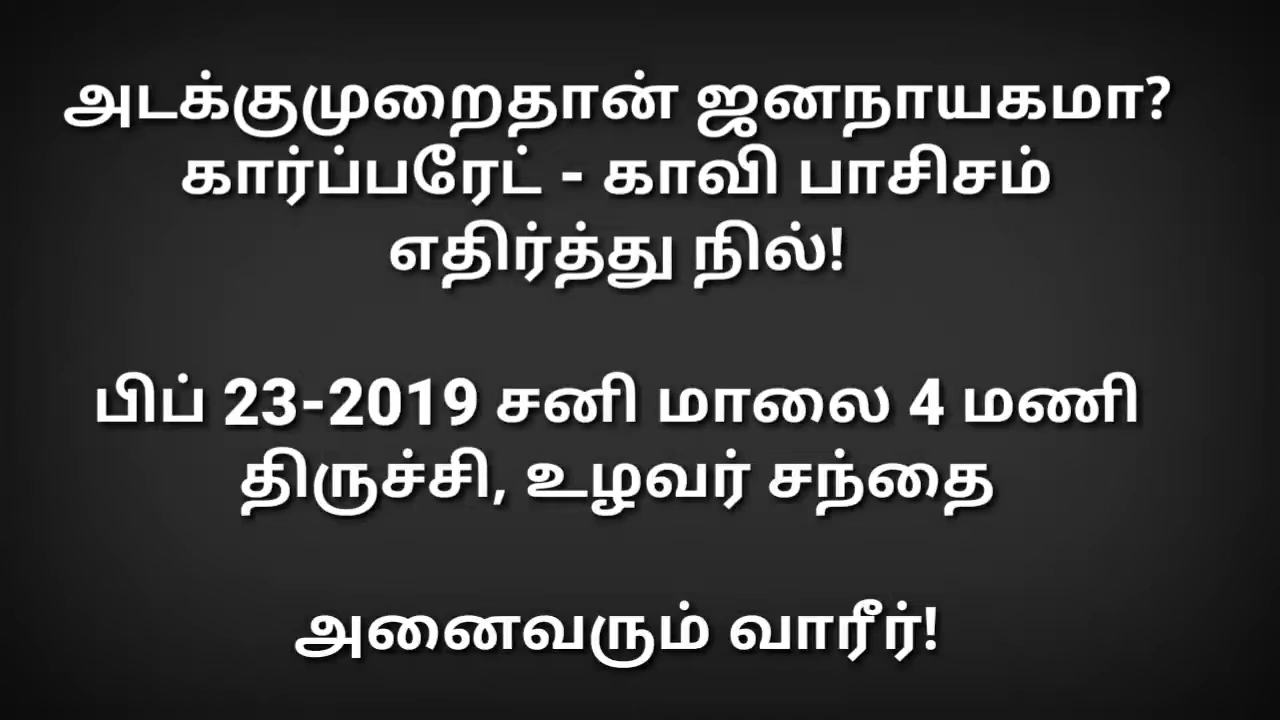 அடக்குமுறைதான் ஜனநாயகமா?
கார்ப்பரேட் - காவி பாசிசம்
எதிர்த்து நில்!
பிப் 23-2019 சனி மாலை 4 மணி
திருச்சி, உழவர் சந்தை
அனைவரும் வாரீர்!